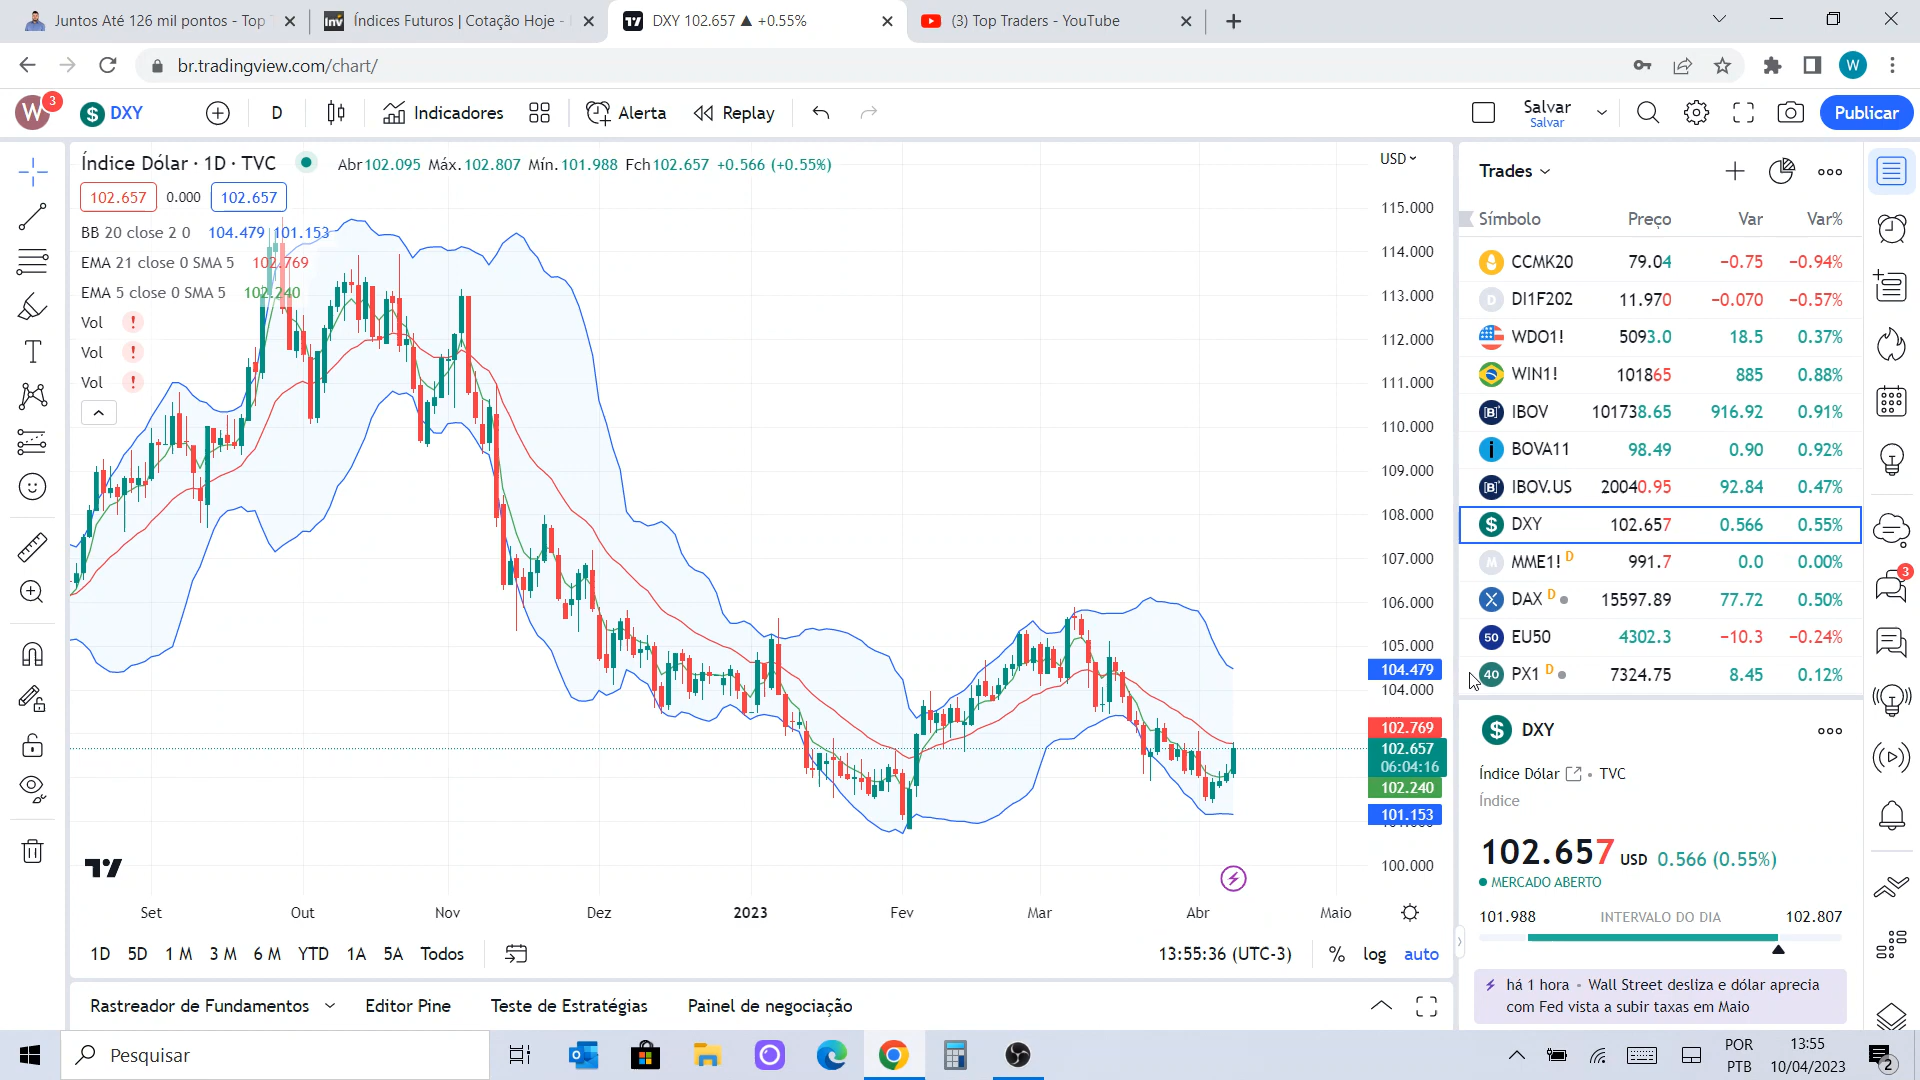 Juntos Até 126 mil pontos - Top T
Índices Futuros | Cotação Hoje -
DXY 102.657 ▲ +0.55%
(3) Top Traders - YouTube
br.tradingview.com/chart/
W
W
3
DXY
D
Indicadores
Alerta
Replay
Salvar
Salvar
Publicar
Índice Dólar · 1D · TVC
Abr102.095 Máx.102.807 Mín.101.988 Fch102.657 +0.566 (+0.55%)
USD
102.657 0.000 102.657
BB 20 close 2 0 104.479 101.153
EMA 21 close 0 SMA 5 102.769
EMA 5 close 0 SMA 5 102.240
Vol !
Vol !
Vol !
115.000
114.000
113.000
112.000
111.000
110.000
109.000
108.000
107.000
106.000
105.000
104.479
104.000
102.769
102.657
06:04:16
102.240
101.153
100.000
Set Out Nov Dez 2023 Fev Mar Abr Maio
1D 5D 1 M 3 M 6 M YTD 1A 5A Todos
13:55:36 (UTC-3) % log auto
Rastreador de Fundamentos Editor Pine Teste de Estratégias Painel de negociação
Trades
Símbolo Preço Var Var%
CCMK20 79.04 −0.75 −0.94%
D DI1F202 11.970 −0.070 −0.57%
WDO1! 5093.0 18.5 0.37%
WIN1! 101865 885 0.88%
[B] IBOV 101738.65 916.92 0.91%
i BOVA11 98.49 0.90 0.92%
[B] IBOV.US 20040.95 92.84 0.47%
$ DXY 102.657 0.566 0.55%
M MME1! D 991.7 0.0 0.00%
X DAX D 15597.89 77.72 0.50%
50 EU50 4302.3 −10.3 −0.24%
40 PX1 D 7324.75 8.45 0.12%
$ DXY
Índice Dólar • TVC
Índice
102.657 USD 0.566 (0.55%)
MERCADO ABERTO
101.988 INTERVALO DO DIA 102.807
há 1 hora • Wall Street desliza e dólar aprecia
com Fed vista a subir taxas em Maio
3
Pesquisar
POR
PTB
13:55
10/04/2023
2